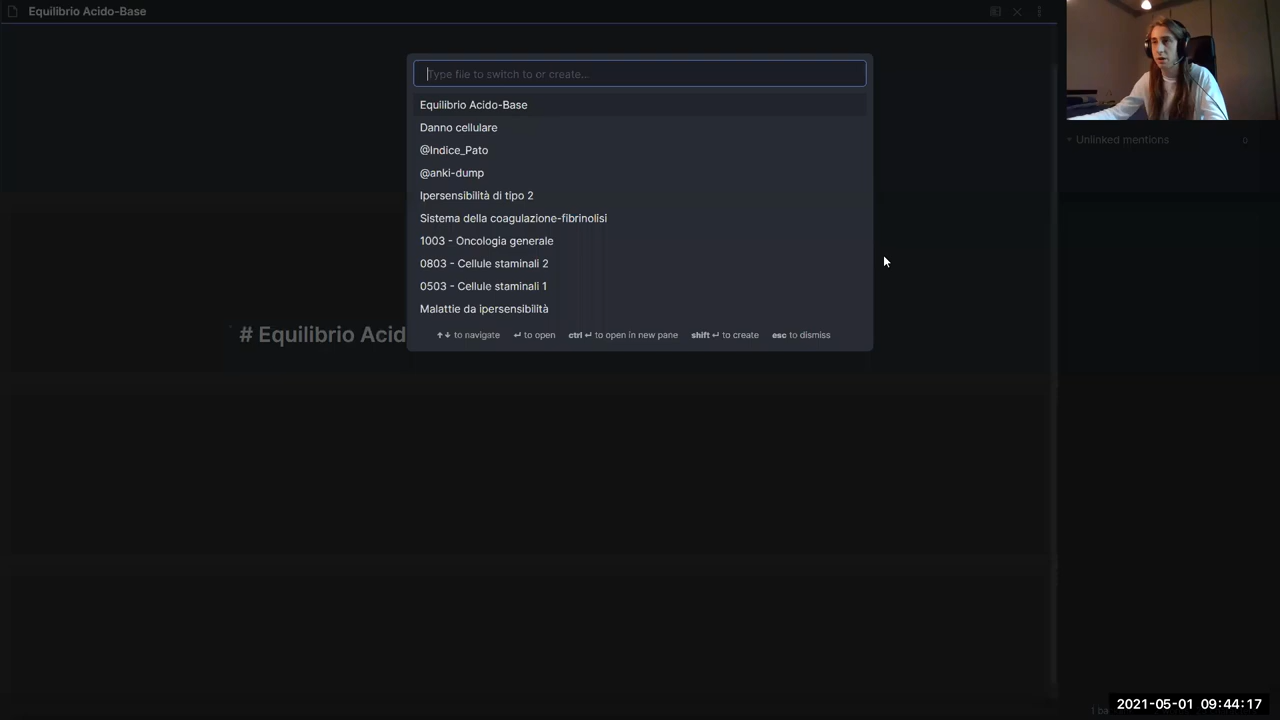 Equilibrio Acido-Base
Type file to switch to or create...
Equilibrio Acido-Base
Danno cellulare
@Indice_Pato
@anki-dump
Ipersensibilità di tipo 2
Sistema della coagulazione-fibrinolisi
1003 - Oncologia generale
0803 - Cellule staminali 2
0503 - Cellule staminali 1
Malattie da ipersensibilità
↑↓ to navigate ↵ to open ctrl ↵ to open in new pane shift ↵ to create esc to dismiss
Unlinked mentions 0
# Equilibrio Acid
2021-05-01 09:44:17